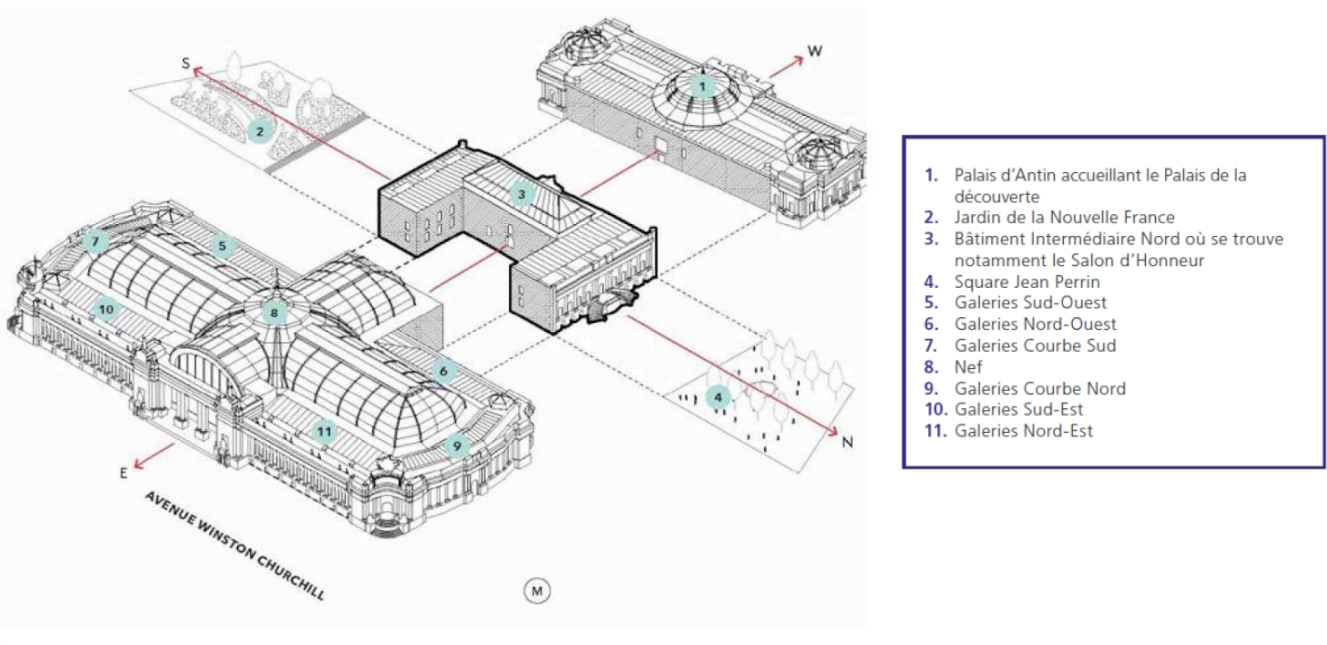 S
W
1
2
3
7
5
10
8
6
4
11
9
N
E
AVENUE WINSTON CHURCHILL
M
1. Palais d’Antin accueillant le Palais de la
découverte
2. Jardin de la Nouvelle France
3. Bâtiment Intermédiaire Nord où se trouve
notamment le Salon d’Honneur
4. Square Jean Perrin
5. Galeries Sud-Ouest
6. Galeries Nord-Ouest
7. Galeries Courbe Sud
8. Nef
9. Galeries Courbe Nord
10. Galeries Sud-Est
11. Galeries Nord-Est